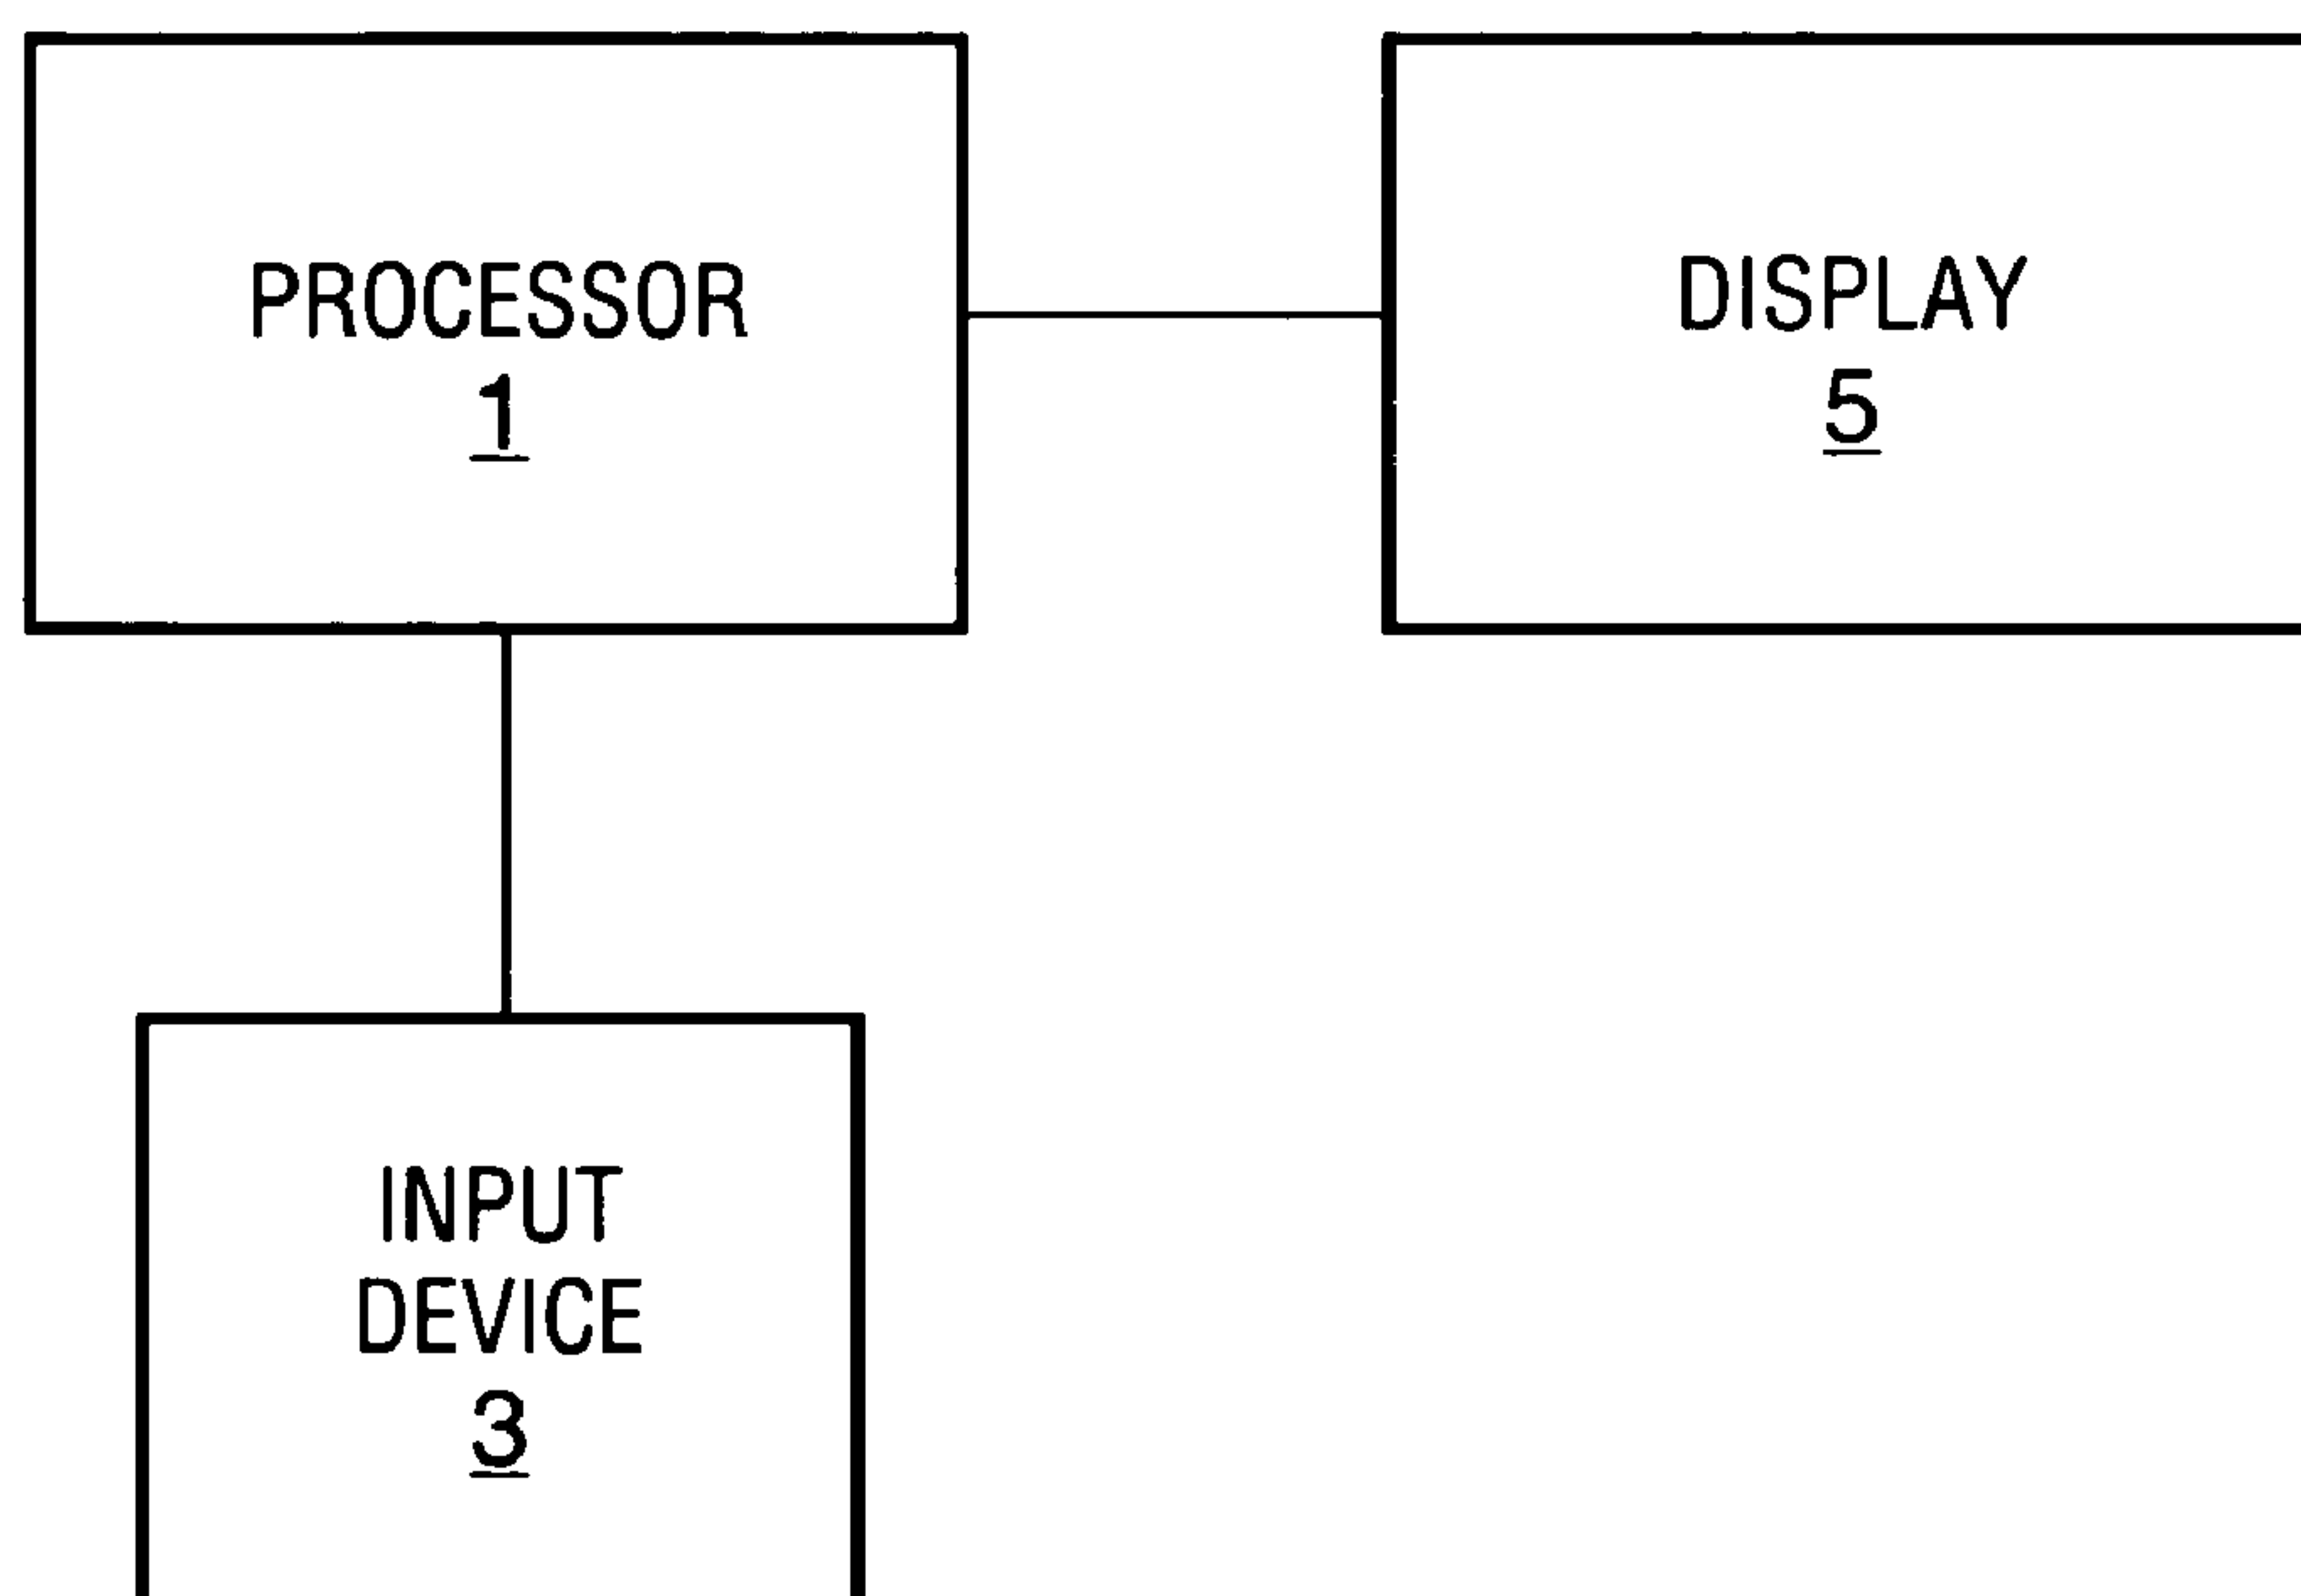 PROCESSOR
1
DISPLAY
5
INPUT
DEVICE
3